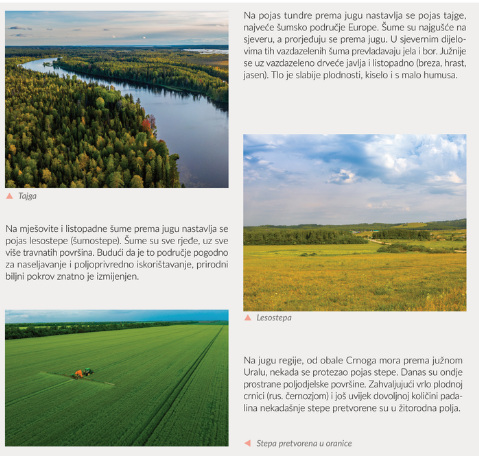 Na pojas tundre prema jugu nastavlja se pojas tajge,
najveće šumsko područje Europe. Šume su najgušće na
sjeveru, a prorjeđuju se prema jugu. U sjevernim dijelo-
vima tih vazdazelenih šuma prevladavaju jela i bor. Južnije
se uz vazdazeleno drveće javlja i listopadno (breza, hrast,
jasen). Tlo je slabije plodnosti, kiselo i s malo humusa.
Tajga
Na mješovite i listopadne šume prema jugu nastavlja se
pojas lesostepe (šumostepe). Šume su sve rjeđe, uz sve
više travnatih površina. Budući da je to područje pogodno
za naseljavanje i poljoprivredno iskorištavanje, prirodni
biljni pokrov znatno je izmijenjen.
Lesostepa
Na jugu regije, od obale Crnoga mora prema južnom
Uralu, nekada se protezao pojas stepe. Danas su ondje
prostrane poljodjelske površine. Zahvaljujući vrlo plodnoj
crnici (rus. černozjom) i još uvijek dovoljnoj količini pada-
lina nekadašnje stepe pretvorene su u žitorodna polja.
Stepa pretvorena u oranice